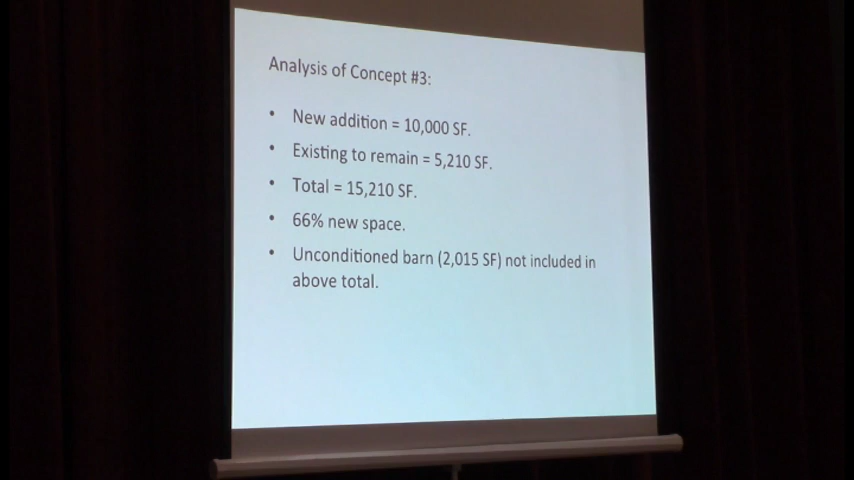 Analysis of Concept #3:
• New addition = 10,000 SF.
• Existing to remain = 5,210 SF.
• Total = 15,210 SF.
• 66% new space.
• Unconditioned barn (2,015 SF) not included in
above total.